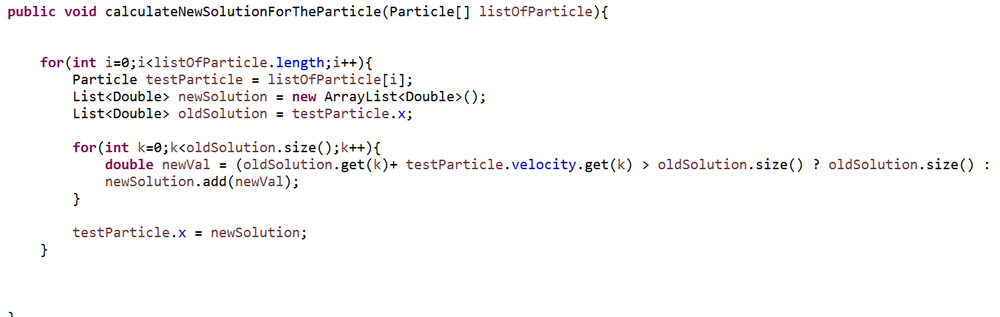 public void calculateNewSolutionForTheParticle(Particle[] listOfParticle){
for(int i=0;i<listOfParticle.length;i++){
Particle testParticle = listOfParticle[i];
List<Double> newSolution = new ArrayList<Double>();
List<Double> oldSolution = testParticle.x;
for(int k=0;k<oldSolution.size();k++){
double newVal = (oldSolution.get(k)+ testParticle.velocity.get(k) > oldSolution.size() ? oldSolution.size() :
newSolution.add(newVal);
}
testParticle.x = newSolution;
}
}